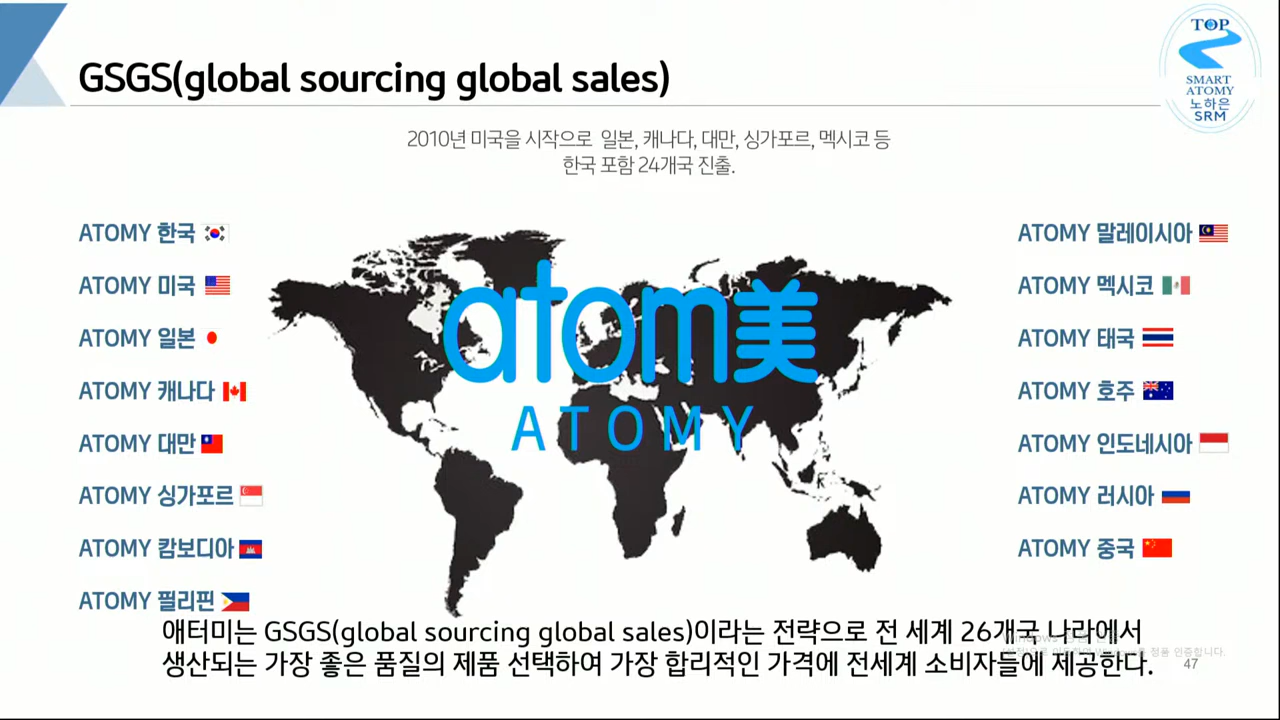 GSGS(global sourcing global sales)
TOP
SMART
ATOMY
노하은
SRM
2010년 미국을 시작으로 일본, 캐나다, 대만, 싱가포르, 멕시코 등
한국 포함 24개국 진출.
ATOMY 한국
ATOMY 미국
ATOMY 일본
ATOMY 캐나다
ATOMY 대만
ATOMY 싱가포르
ATOMY 캄보디아
ATOMY 필리핀
atom美
ATOMY
ATOMY 말레이시아
ATOMY 멕시코
ATOMY 태국
ATOMY 호주
ATOMY 인도네시아
ATOMY 러시아
ATOMY 중국
애터미는 GSGS(global sourcing global sales)이라는 전략으로 전 세계 26개국 나라에서
생산되는 가장 좋은 품질의 제품 선택하여 가장 합리적인 가격에 전세계 소비자들에 제공한다.
Windows
정품 인증합니다.
47